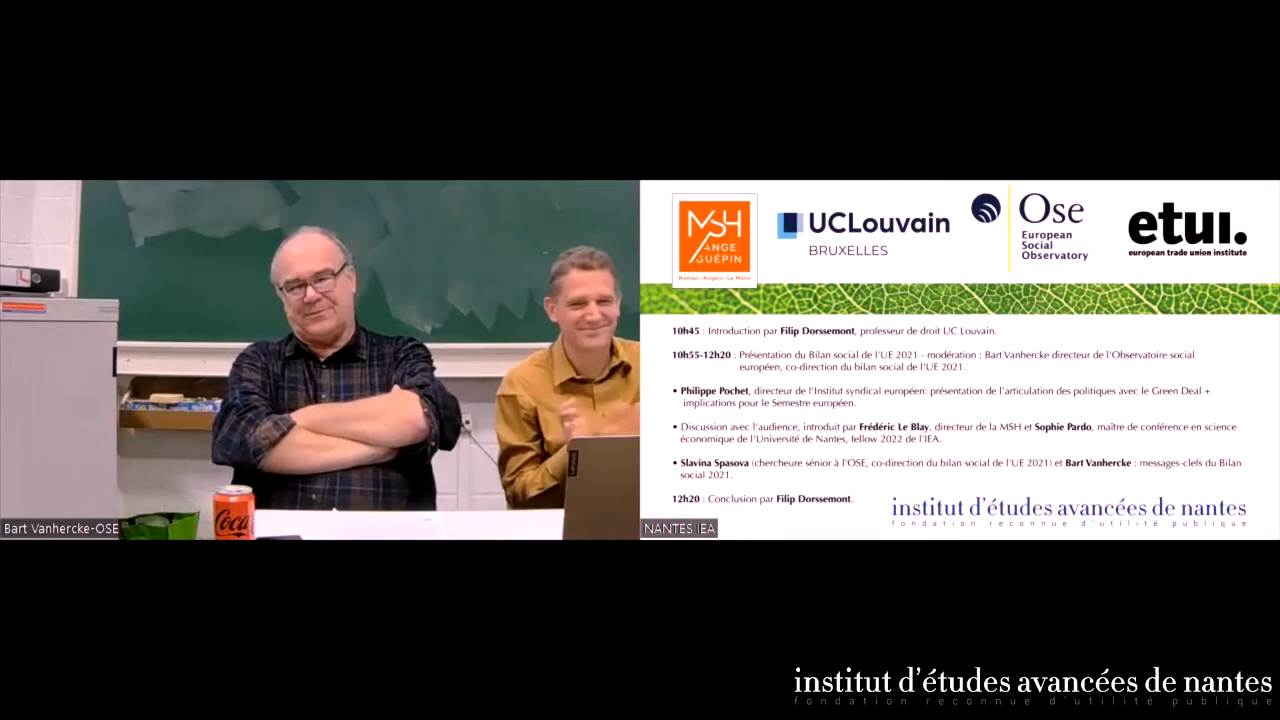 MSH
ANGE
GUÉPIN
Nantes | Angers | Le Mans
UCLouvain
BRUXELLES
Ose
European
Social
Observatory
etui.
european trade union institute
10h45 : Introduction par Filip Dorssemont, professeur de droit UC Louvain.
10h55-12h20 : Présentation du Bilan social de l'UE 2021 - modération : Bart Vanhercke directeur de l'Observatoire social
européen, co-direction du bilan social de l'UE 2021.
• Philippe Pochet, directeur de l'Institut syndical européen: présentation de l'articulation des politiques avec le Green Deal +
implications pour le Semestre européen.
• Discussion avec l'audience, introduit par Frédéric Le Blay, directeur de la MSH et Sophie Pardo, maître de conférence en science
économique de l'Université de Nantes, fellow 2022 de l'IEA.
• Slavina Spasova (chercheure sénior à l'OSE, co-direction du bilan social de l'UE 2021) et Bart Vanhercke : messages-clefs du Bilan
social 2021.
12h20 : Conclusion par Filip Dorssemont.
institut d'études avancées de nantes
fondation reconnue d'utilité publique
Coca
Bart Vanhercke-OSE
NANTES IEA
institut d'études avancées de nantes
fondation reconnue d'utilité publique